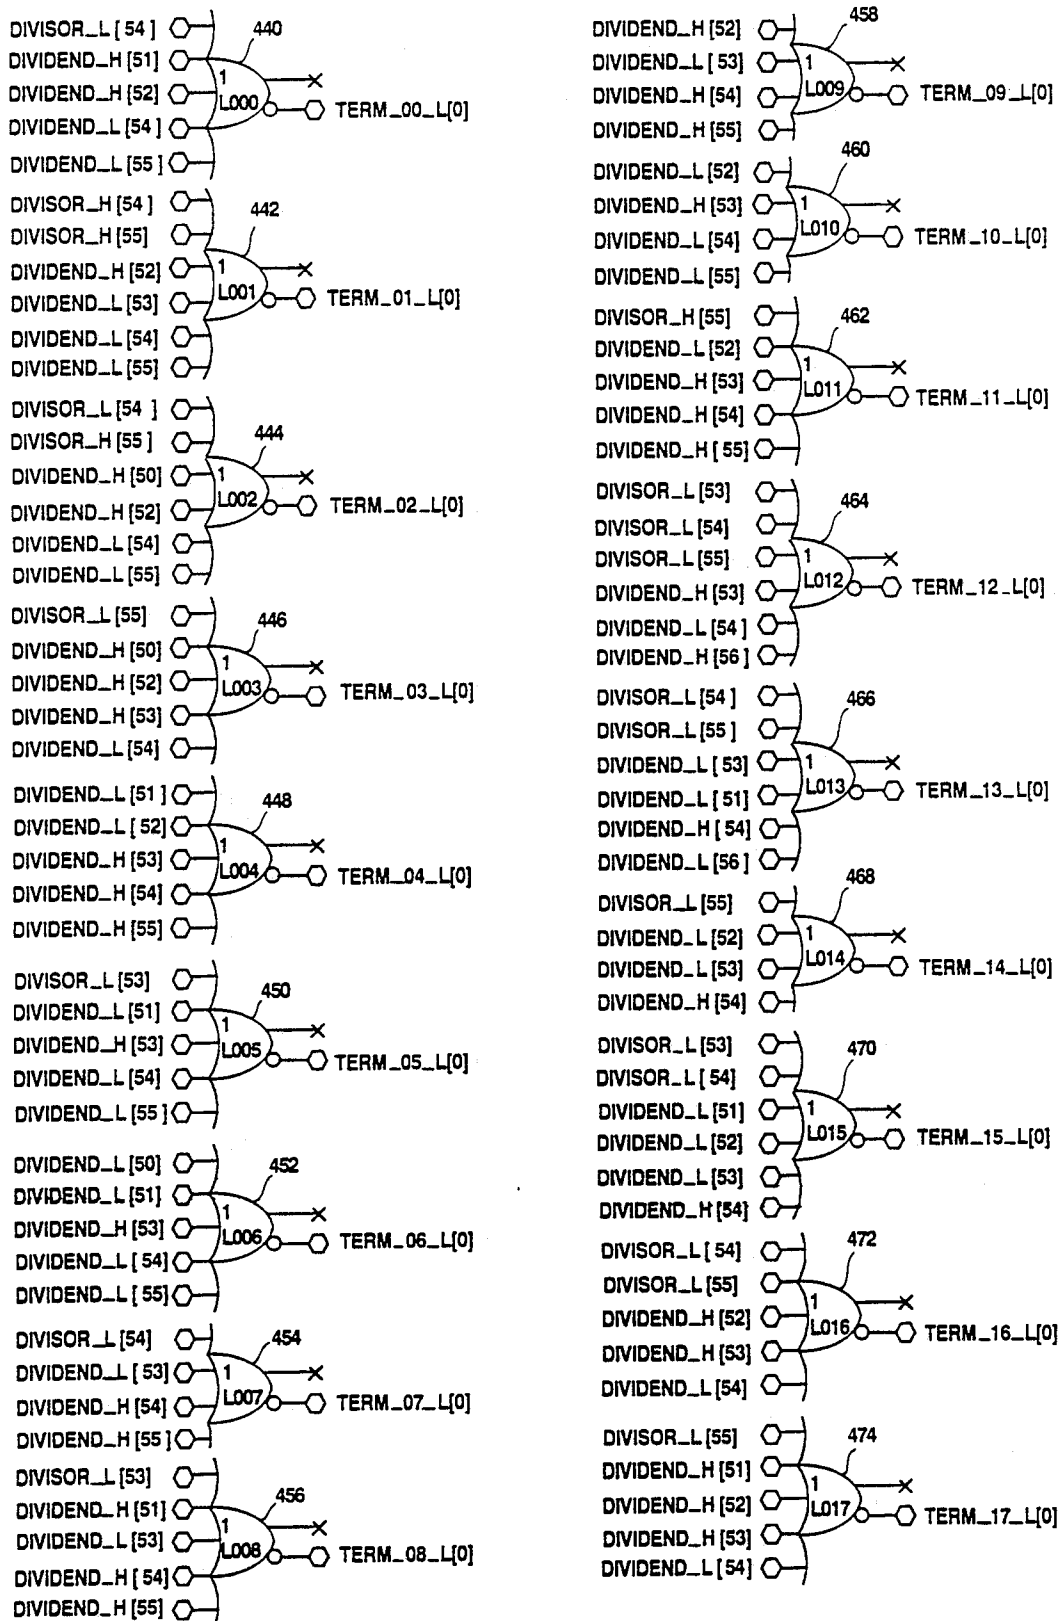 DIVISOR_L [54]
440
DIVIDEND_H [51]
DIVIDEND_H [52]
1
L000
TERM_00_L[0]
DIVIDEND_L [54]
DIVIDEND_L [55]
DIVISOR_H [54]
442
DIVISOR_H [55]
DIVIDEND_H [52]
1
L001
TERM_01_L[0]
DIVIDEND_L [53]
DIVIDEND_L [54]
DIVIDEND_L [55]
DIVISOR_L [54]
444
DIVISOR_H [55]
DIVIDEND_H [50]
1
L002
TERM_02_L[0]
DIVIDEND_H [52]
DIVIDEND_L [54]
DIVIDEND_L [55]
DIVISOR_L [55]
446
DIVIDEND_H [50]
DIVIDEND_H [52]
1
L003
TERM_03_L[0]
DIVIDEND_H [53]
DIVIDEND_L [54]
DIVIDEND_L [51]
448
DIVIDEND_L [52]
DIVIDEND_H [53]
1
L004
TERM_04_L[0]
DIVIDEND_H [54]
DIVIDEND_H [55]
DIVISOR_L [53]
450
DIVIDEND_L [51]
DIVIDEND_H [53]
1
L005
TERM_05_L[0]
DIVIDEND_L [54]
DIVIDEND_L [55]
DIVIDEND_L [50]
452
DIVIDEND_L [51]
DIVIDEND_H [53]
1
L006
TERM_06_L[0]
DIVIDEND_L [54]
DIVIDEND_L [55]
DIVISOR_L [54]
454
DIVIDEND_L [53]
1
L007
TERM_07_L[0]
DIVIDEND_H [54]
DIVIDEND_H [55]
DIVISOR_L [53]
456
DIVIDEND_H [51]
DIVIDEND_L [53]
1
L008
TERM_08_L[0]
DIVIDEND_H [54]
DIVIDEND_H [55]
DIVIDEND_H [52]
458
DIVIDEND_L [53]
1
L009
TERM_09_L[0]
DIVIDEND_H [54]
DIVIDEND_H [55]
DIVIDEND_L [52]
460
DIVIDEND_H [53]
1
L010
TERM_10_L[0]
DIVIDEND_L [54]
DIVIDEND_L [55]
DIVISOR_H [55]
462
DIVIDEND_L [52]
DIVIDEND_H [53]
1
L011
TERM_11_L[0]
DIVIDEND_H [54]
DIVIDEND_H [55]
DIVISOR_L [53]
464
DIVISOR_L [54]
DIVISOR_L [55]
1
L012
TERM_12_L[0]
DIVIDEND_H [53]
DIVIDEND_L [54]
DIVIDEND_H [56]
DIVISOR_L [54]
466
DIVISOR_L [55]
DIVIDEND_L [53]
1
L013
TERM_13_L[0]
DIVIDEND_L [51]
DIVIDEND_H [54]
DIVIDEND_L [56]
DIVISOR_L [55]
468
DIVIDEND_L [52]
1
L014
TERM_14_L[0]
DIVIDEND_L [53]
DIVIDEND_H [54]
DIVISOR_L [53]
470
DIVISOR_L [54]
DIVIDEND_L [51]
1
L015
TERM_15_L[0]
DIVIDEND_L [52]
DIVIDEND_L [53]
DIVIDEND_H [54]
DIVISOR_L [54]
472
DIVISOR_L [55]
DIVIDEND_H [52]
1
L016
TERM_16_L[0]
DIVIDEND_H [53]
DIVIDEND_L [54]
DIVISOR_L [55]
474
DIVIDEND_H [51]
DIVIDEND_H [52]
1
L017
TERM_17_L[0]
DIVIDEND_H [53]
DIVIDEND_L [54]